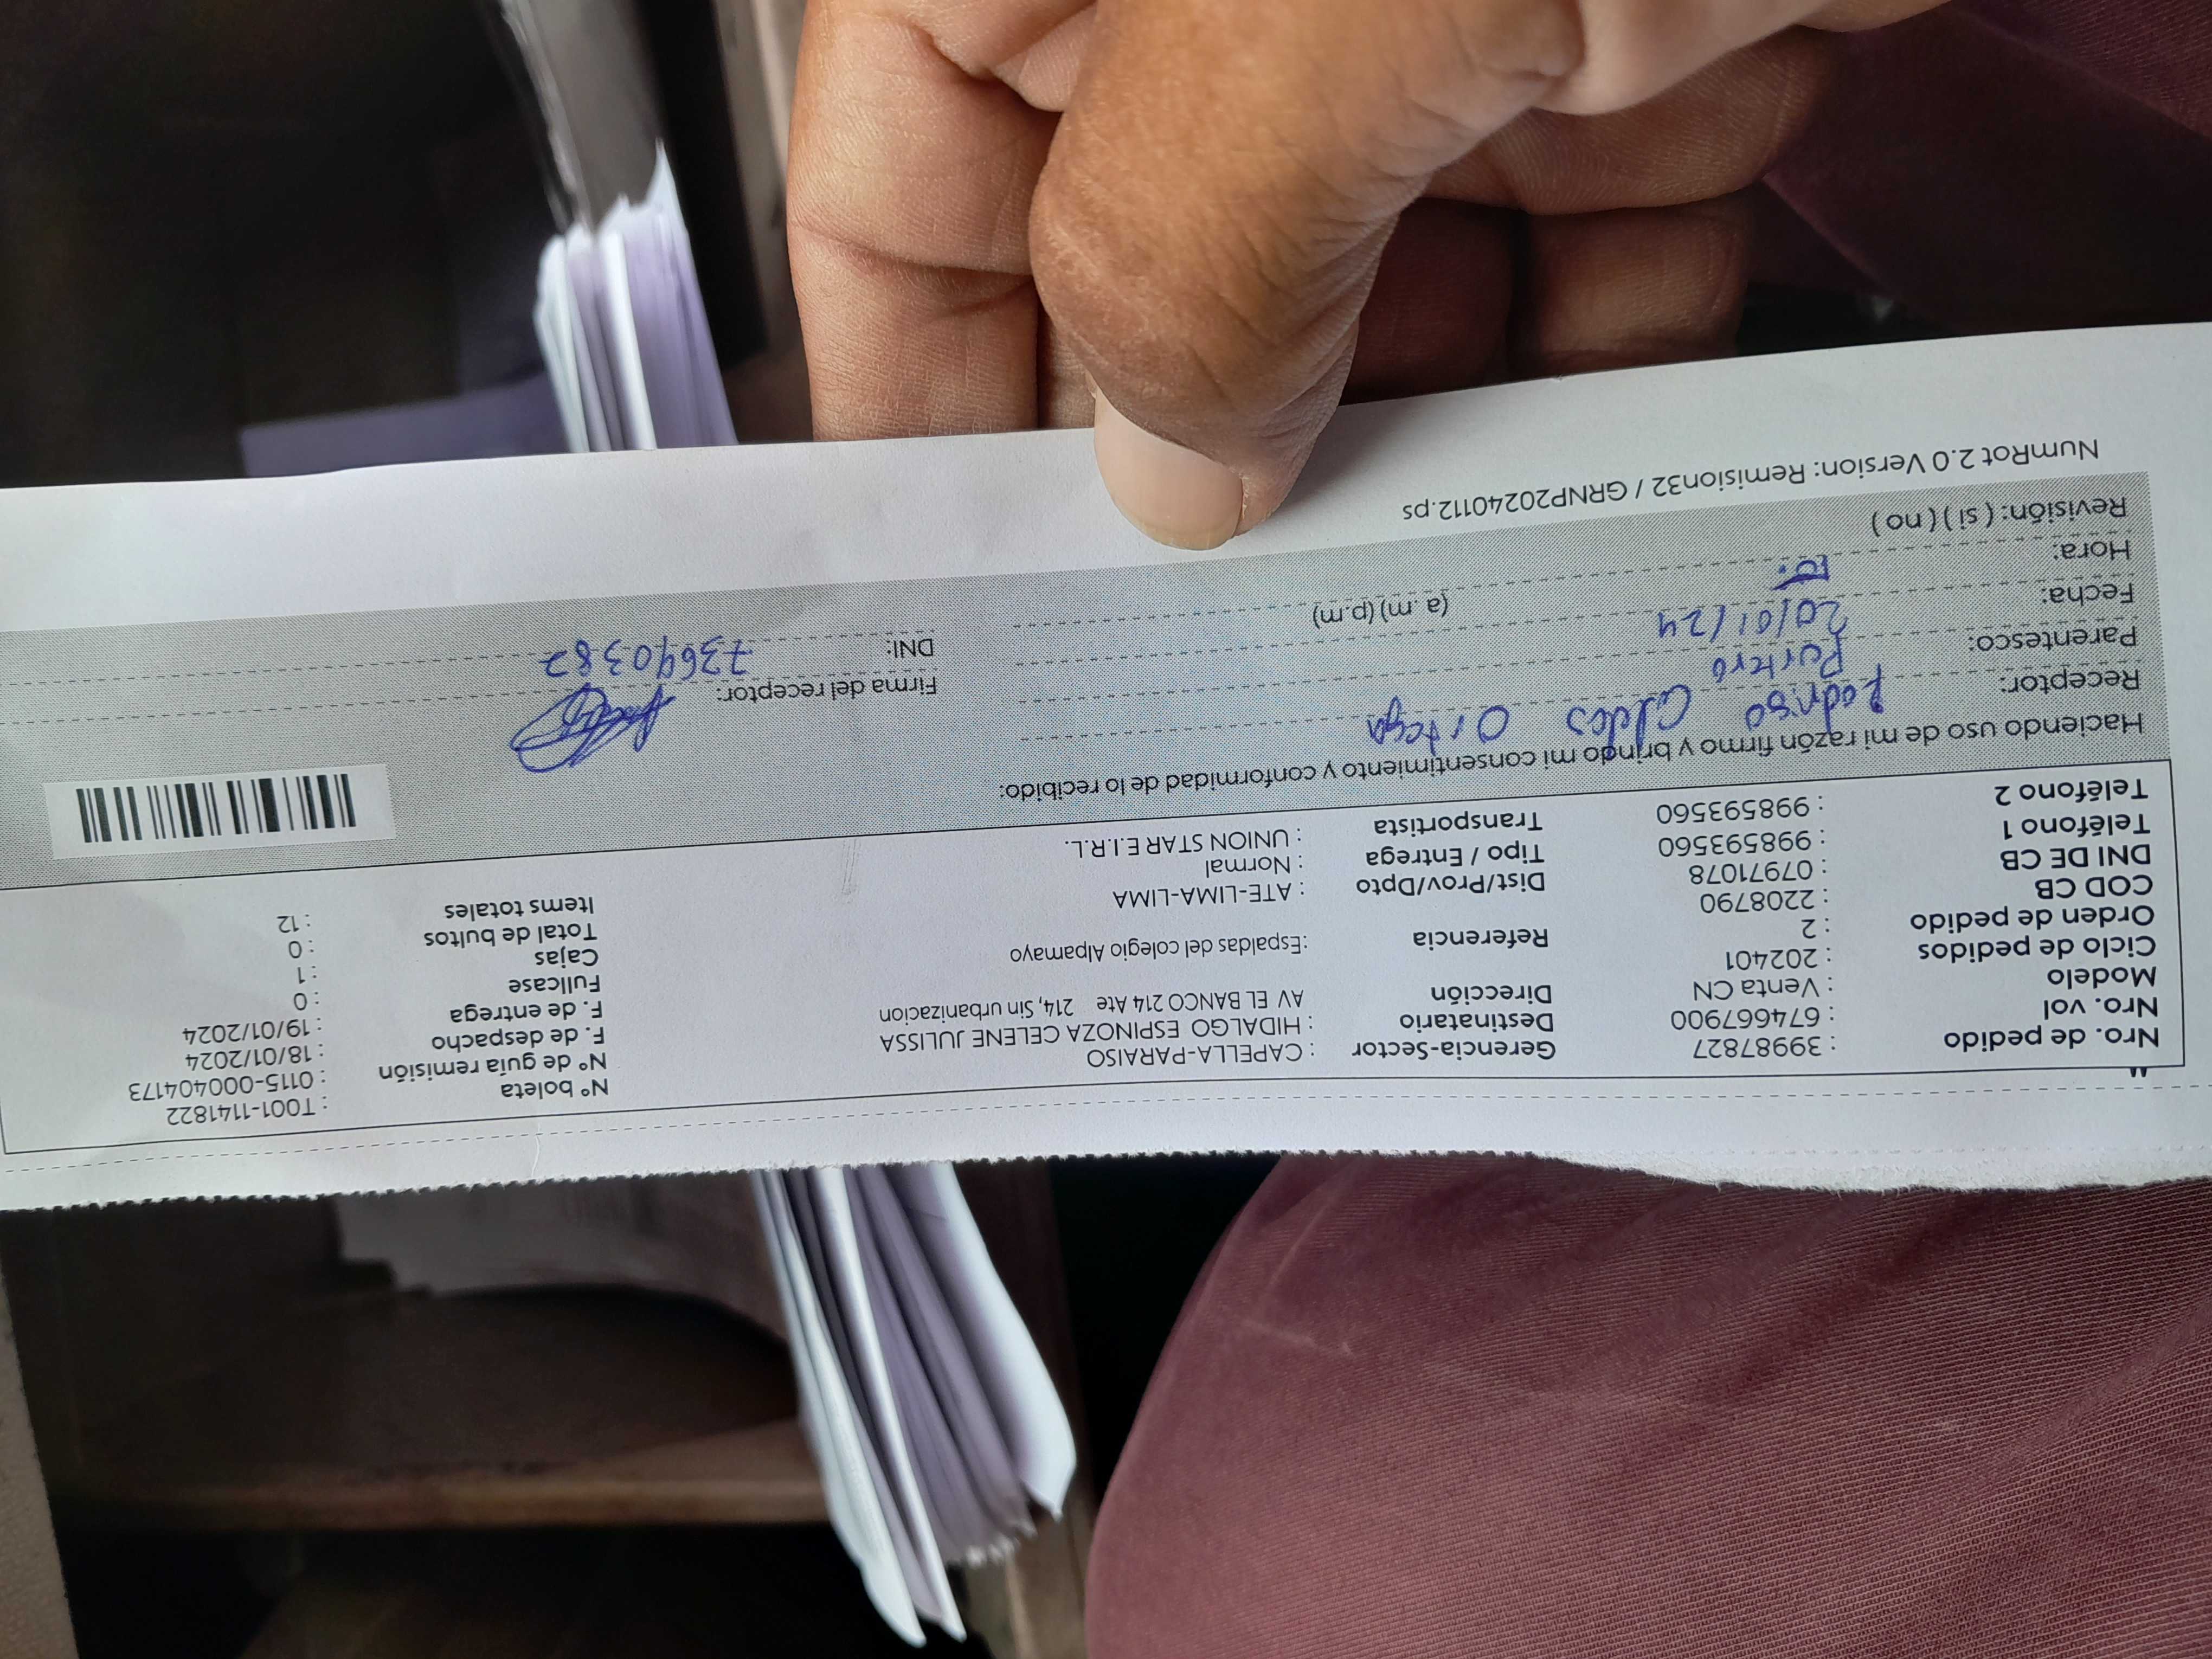 Nro. de pedido : 39987827 Gerencia-Sector : CAPELLA-PARAISO Nº boleta : T001-1141822
Nro. vol : 674667900 Destinatario : HIDALGO ESPINOZA CELENE JULISSA Nº de guía remisión : 0115-000404173
Modelo : Venta CN Dirección AV EL BANCO 214 Ate 214, Sin urbanizacion F. de despacho : 18/01/2024
Ciclo de pedidos : 202401 F. de entrega : 19/01/2024
Orden de pedido : 2 Referencia :Espaldas del colegio Alpamayo Fullcase : 0
COD CB : 2208790 Cajas : 1
DNI DE CB : 07971078 Dist/Prov/Dpto : ATE-LIMA-LIMA Total de bultos : 0
Teléfono 1 : 998593560 Tipo / Entrega : Normal Items totales : 12
Teléfono 2 : 998593560 Transportista : UNION STAR E.I.R.L.
Haciendo uso de mi razón firmo y brindo mi consentimiento y conformidad de lo recibido:
Receptor: Rodrigo Ortega Firma del receptor:
Parentesco: Portero DNI: 73640382
Fecha: 20/01/24
Hora: (a .m) (p.m)
Revisión: ( si ) ( no )
NumRot 2.0 Version: Remision32 / GRNP20240112.ps